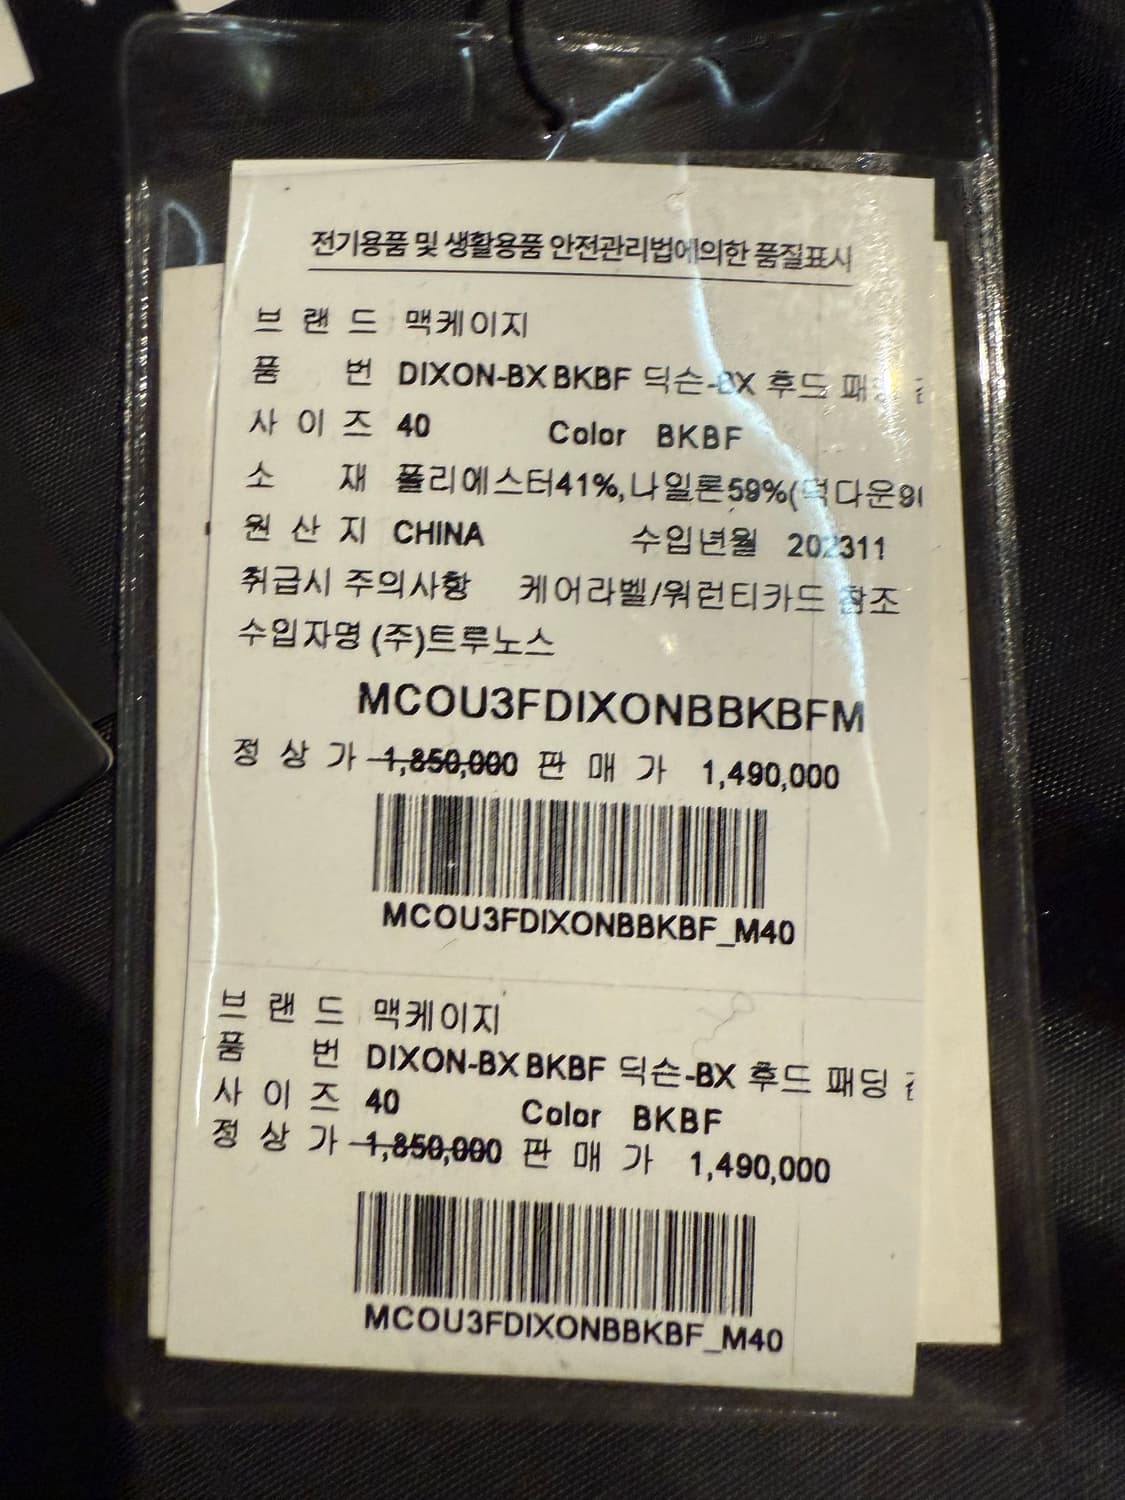 전기용품 및 생활용품 안전관리법에의한 품질표시
브 랜 드 맥케이지
품 번 DIXON-BX BKBF 딕슨-BX 후드 패딩
사 이 즈 40 Color BKBF
소 재 폴리에스터41%,나일론59%(덕다운
원 산 지 CHINA 수입년월 202311
취급시 주의사항 케어라벨/워런티카드 참조
수입자명 (주)트루노스
MCOU3FDIXONBBKBFM
정 상 가 1,850,000 판 매 가 1,490,000
MCOU3FDIXONBBKBF_M40
브 랜 드 맥케이지
품 번 DIXON-BX BKBF 딕슨-BX 후드 패딩
사 이 즈 40 Color BKBF
정 상 가 1,850,000 판 매 가 1,490,000
MCOU3FDIXONBBKBF_M40